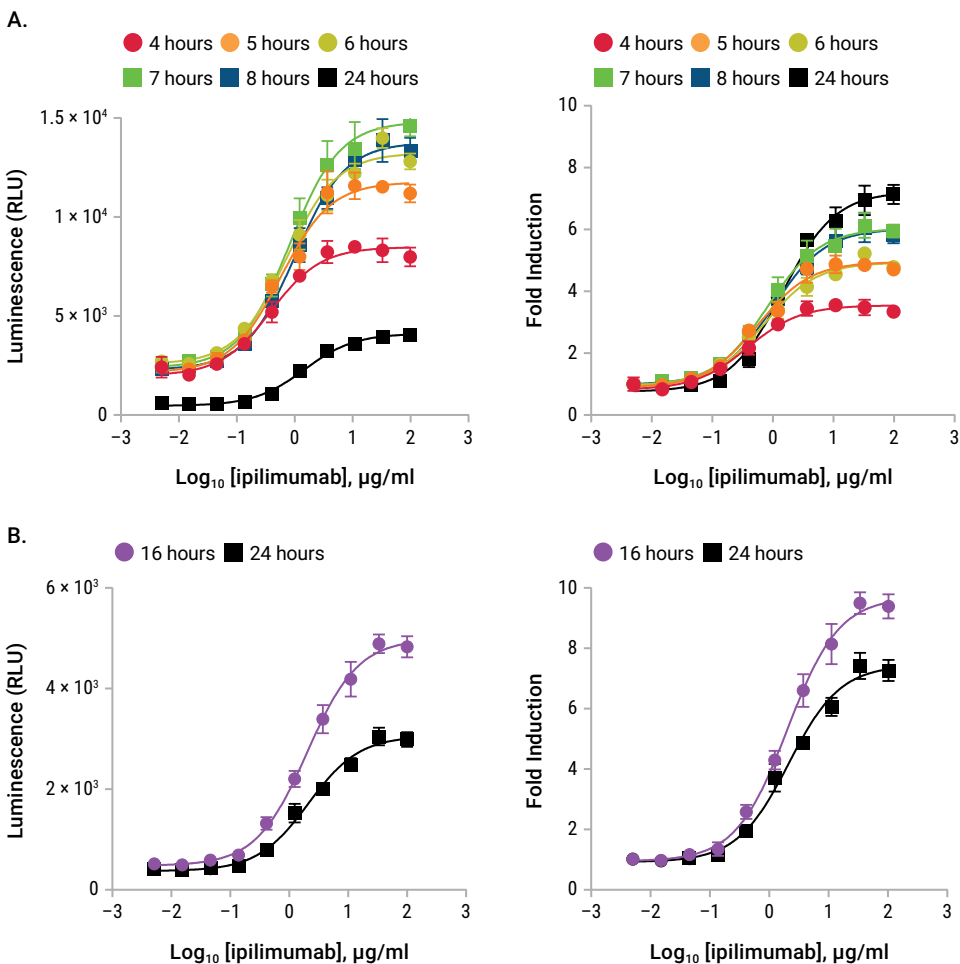 A.
4 hours 5 hours 6 hours
7 hours 8 hours 24 hours
1.5 × 10⁴
1 × 10⁴
5 × 10³
0
Luminescence (RLU)
−3 −2 −1 0 1 2 3
Log₁₀ [ipilimumab], µg/ml
4 hours 5 hours 6 hours
7 hours 8 hours 24 hours
10
8
6
4
2
0
Fold Induction
−3 −2 −1 0 1 2 3
Log₁₀ [ipilimumab], µg/ml
B.
16 hours 24 hours
6 × 10³
4 × 10³
2 × 10³
0
Luminescence (RLU)
−3 −2 −1 0 1 2 3
Log₁₀ [ipilimumab], µg/ml
16 hours 24 hours
10
8
6
4
2
0
Fold Induction
−3 −2 −1 0 1 2 3
Log₁₀ [ipilimumab], µg/ml